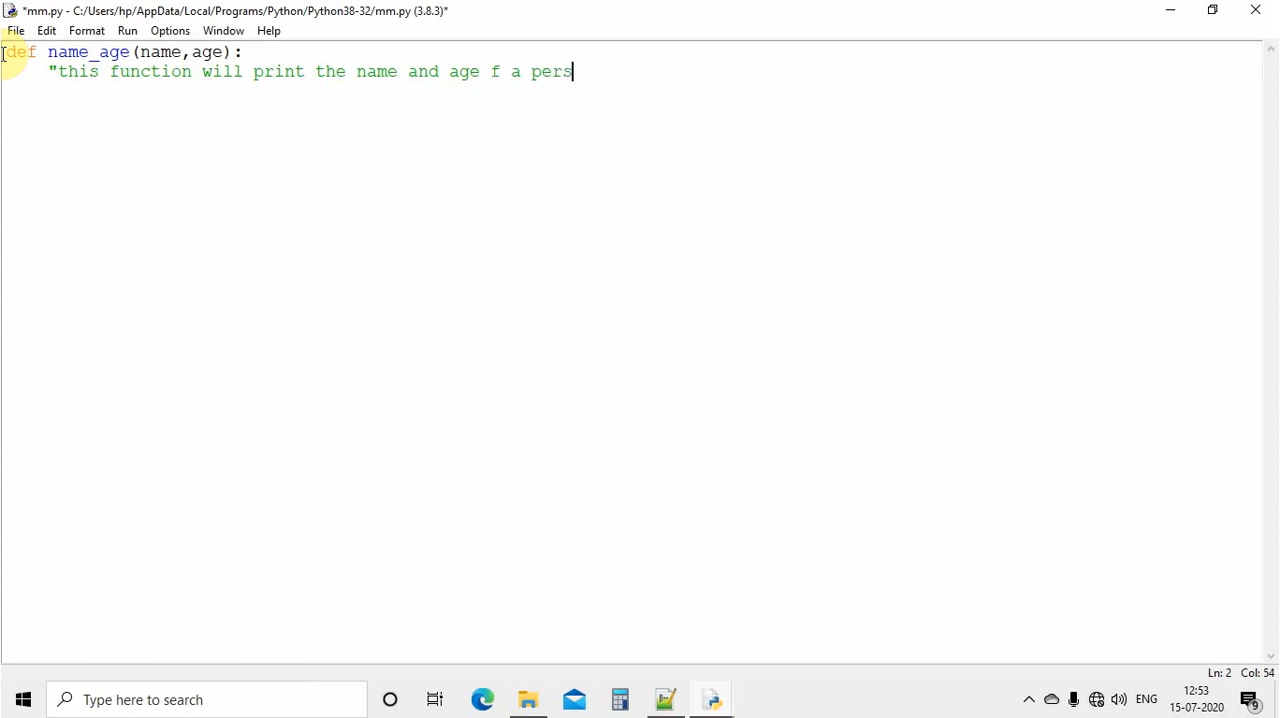 *mm.py - C:/Users/hp/AppData/Local/Programs/Python/Python38-32/mm.py (3.8.3)*
File Edit Format Run Options Window Help
def name_age(name,age):
"this function will print the name and age f a pers
Ln: 2 Col: 54
Type here to search
ENG
12:53
15-07-2020
9